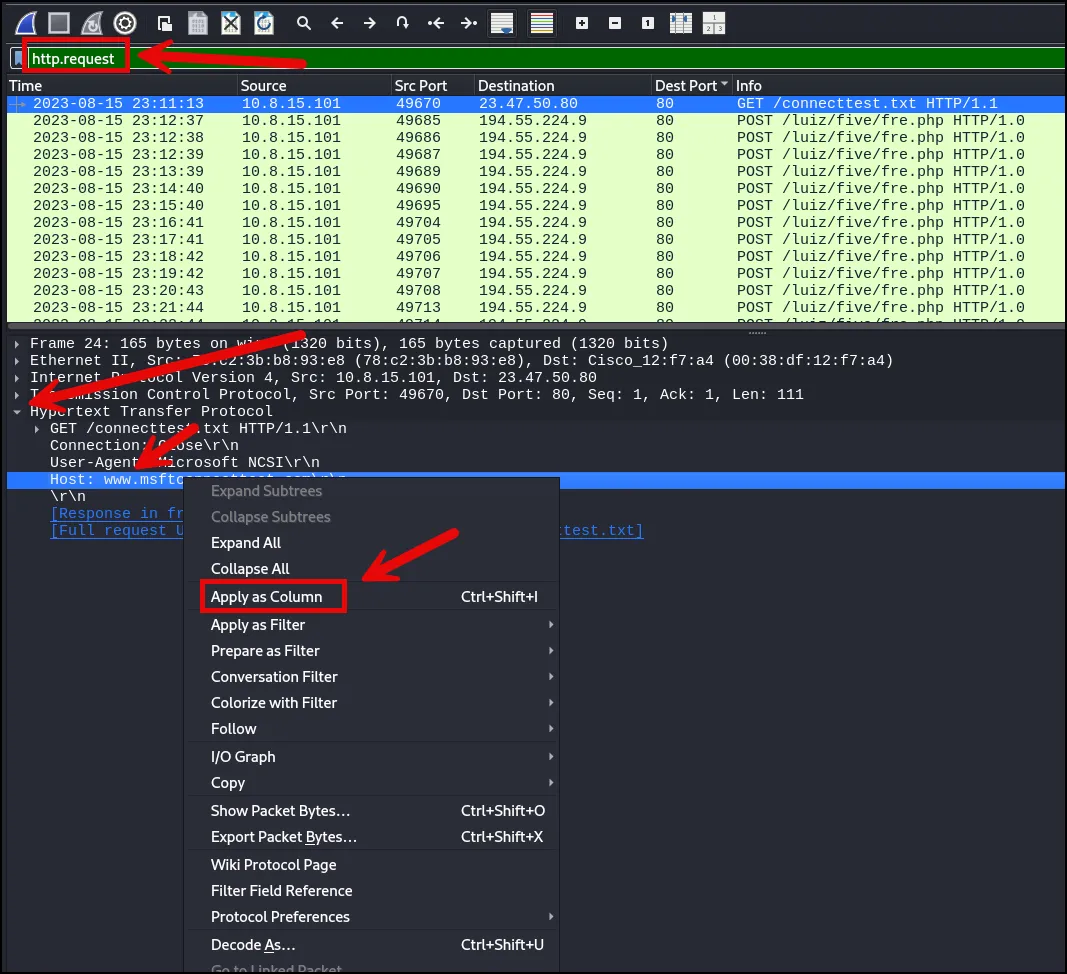 http.request
Time Source Src Port Destination Dest Port Info
2023-08-15 23:11:13 10.8.15.101 49670 23.47.50.80 80 GET /connecttest.txt HTTP/1.1
2023-08-15 23:12:37 10.8.15.101 49685 194.55.224.9 80 POST /luiz/five/fre.php HTTP/1.0
2023-08-15 23:12:38 10.8.15.101 49686 194.55.224.9 80 POST /luiz/five/fre.php HTTP/1.0
2023-08-15 23:12:39 10.8.15.101 49687 194.55.224.9 80 POST /luiz/five/fre.php HTTP/1.0
2023-08-15 23:13:39 10.8.15.101 49689 194.55.224.9 80 POST /luiz/five/fre.php HTTP/1.0
2023-08-15 23:14:40 10.8.15.101 49690 194.55.224.9 80 POST /luiz/five/fre.php HTTP/1.0
2023-08-15 23:15:40 10.8.15.101 49695 194.55.224.9 80 POST /luiz/five/fre.php HTTP/1.0
2023-08-15 23:16:41 10.8.15.101 49704 194.55.224.9 80 POST /luiz/five/fre.php HTTP/1.0
2023-08-15 23:17:41 10.8.15.101 49705 194.55.224.9 80 POST /luiz/five/fre.php HTTP/1.0
2023-08-15 23:18:42 10.8.15.101 49706 194.55.224.9 80 POST /luiz/five/fre.php HTTP/1.0
2023-08-15 23:19:42 10.8.15.101 49707 194.55.224.9 80 POST /luiz/five/fre.php HTTP/1.0
2023-08-15 23:20:43 10.8.15.101 49708 194.55.224.9 80 POST /luiz/five/fre.php HTTP/1.0
2023-08-15 23:21:44 10.8.15.101 49713 194.55.224.9 80 POST /luiz/five/fre.php HTTP/1.0
Frame 24: 165 bytes on wire (1320 bits), 165 bytes captured (1320 bits)
Ethernet II, Src: 78:c2:3b:b8:93:e8 (78:c2:3b:b8:93:e8), Dst: Cisco_12:f7:a4 (00:38:df:12:f7:a4)
Internet Protocol Version 4, Src: 10.8.15.101, Dst: 23.47.50.80
Transmission Control Protocol, Src Port: 49670, Dst Port: 80, Seq: 1, Ack: 1, Len: 111
Hypertext Transfer Protocol
GET /connecttest.txt HTTP/1.1\r\n
Connection: Close\r\n
User-Agent: Microsoft NCSI\r\n
Host: www.msftconnecttest.com\r\n
\r\n
[Response in fr
[Full request U ttest.txt]
Expand Subtrees
Collapse Subtrees
Expand All
Collapse All
Apply as Column Ctrl+Shift+I
Apply as Filter
Prepare as Filter
Conversation Filter
Colorize with Filter
Follow
I/O Graph
Copy
Show Packet Bytes… Ctrl+Shift+O
Export Packet Bytes… Ctrl+Shift+X
Wiki Protocol Page
Filter Field Reference
Protocol Preferences
Decode As… Ctrl+Shift+U
Go to Linked Packet